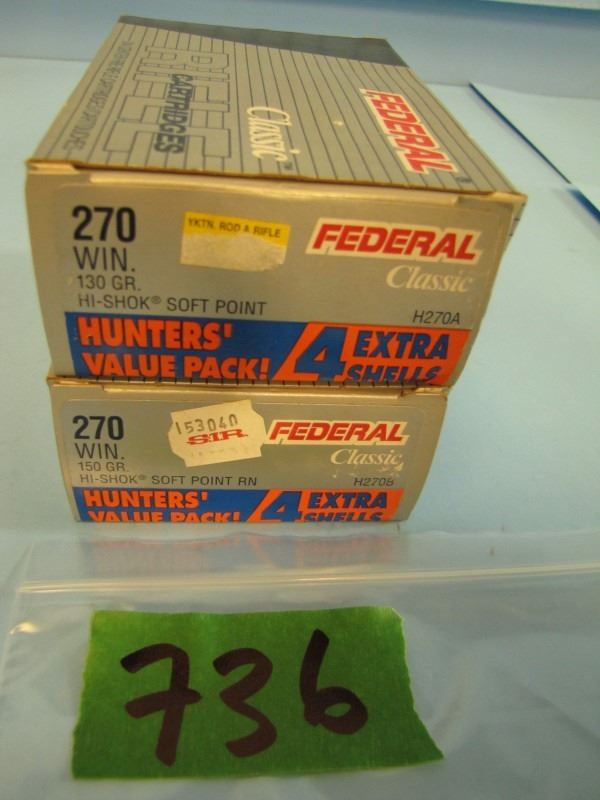 FEDERAL
Classic
RIFLE
CARTRIDGES
270
WIN.
130 GR.
HI-SHOK® SOFT POINT
YKTN. ROD A RIFLE
FEDERAL
Classic
H270A
HUNTERS'
VALUE PACK!
4 EXTRA
SHELLS
270
WIN.
150 GR.
HI-SHOK® SOFT POINT RN
153040
SIR
FEDERAL
Classic
H270B
HUNTERS'
VALUE PACK!
4 EXTRA
SHELLS
736